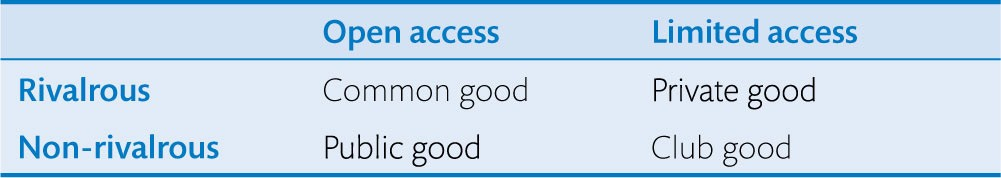 Open access Limited access
Rivalrous Common good Private good
Non-rivalrous Public good Club good